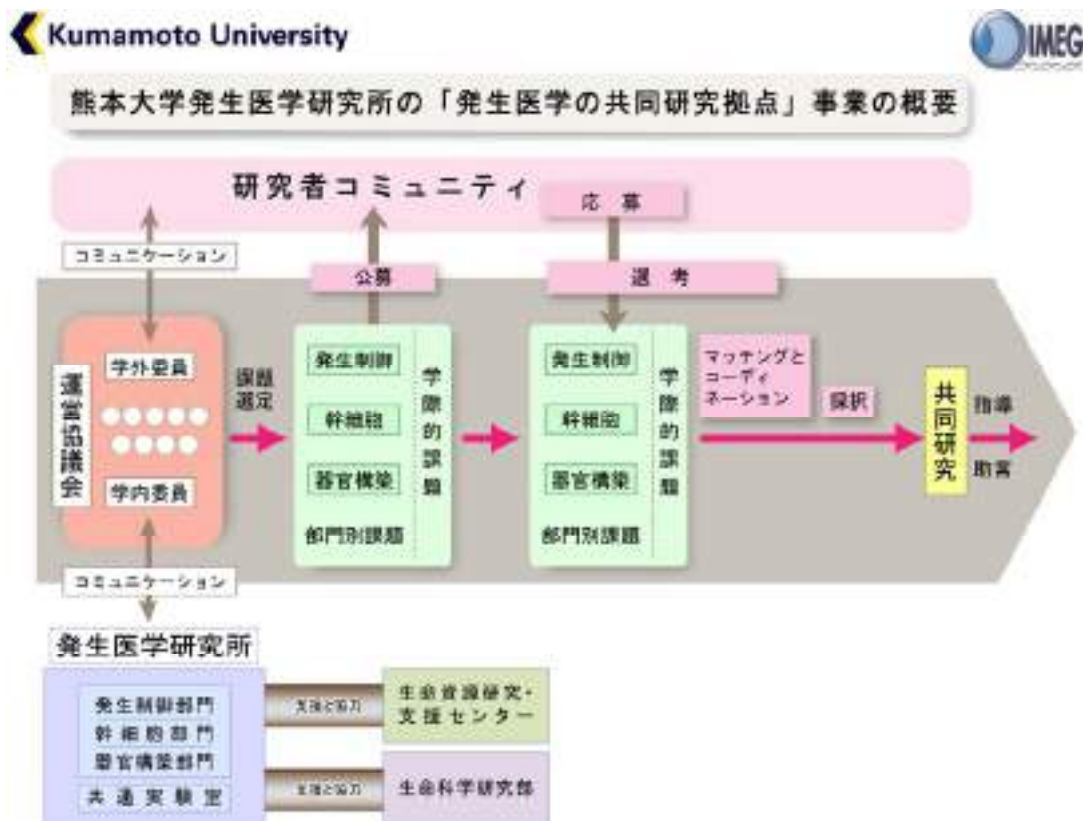 Kumamoto University
IMEG
熊本大学発生医学研究所の「発生医学の共同研究拠点」事業の概要
研究者コミュニティ
応募
コミュニケーション
公募
選考
運営協議会
学外委員
学内委員
課題
選定
発生制御
幹細胞
器官構築
部門別課題
学際的課題
発生制御
幹細胞
器官構築
部門別課題
学際的課題
マッチングと
コーディ
ネーション
採択
共同研究
指導
助言
コミュニケーション
発生医学研究所
発生制御部門
幹細胞部門
器官構築部門
共通実験室
支援と協力
生命資源研究・
支援センター
支援と協力
生命科学研究部